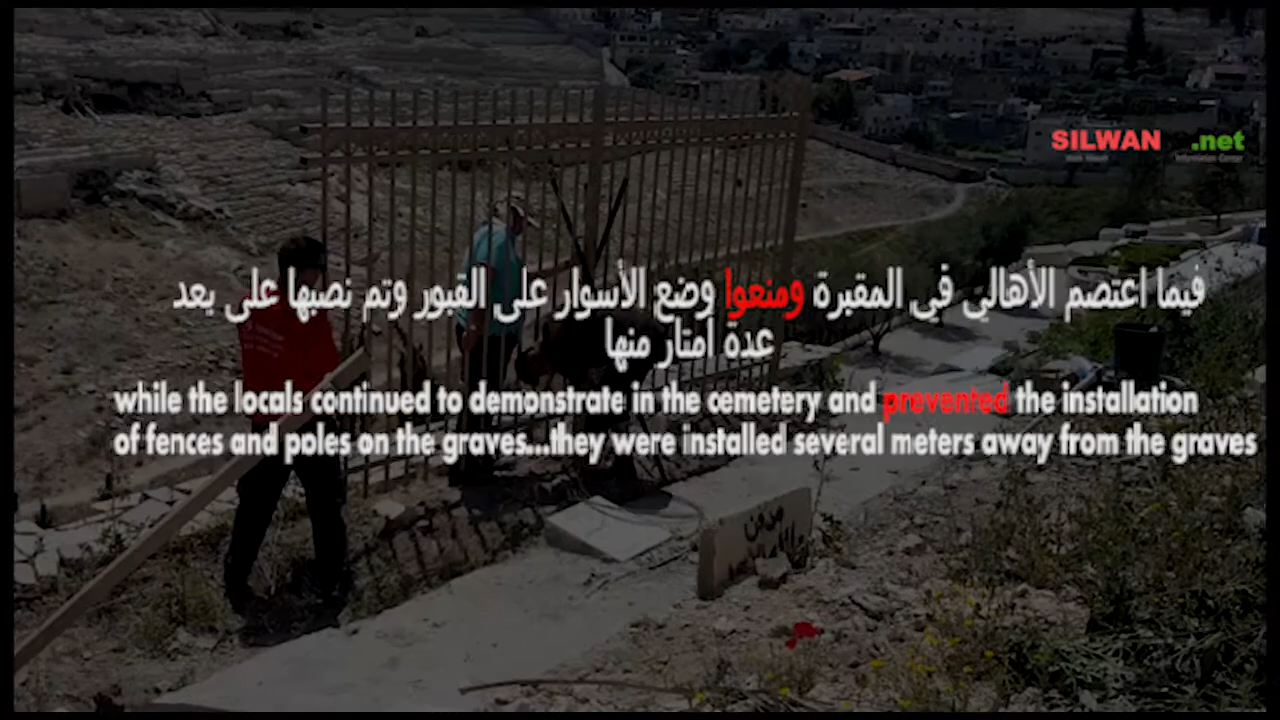 SILWAN .net
فيما اعتصم الأهالي في المقبرة ومنعوا وضع الأسوار على القبور وتم نصبها على بعد
عدة امتار منها
while the locals continued to demonstrate in the cemetery and prevented the installation
of fences and poles on the graves...they were installed several meters away from the graves